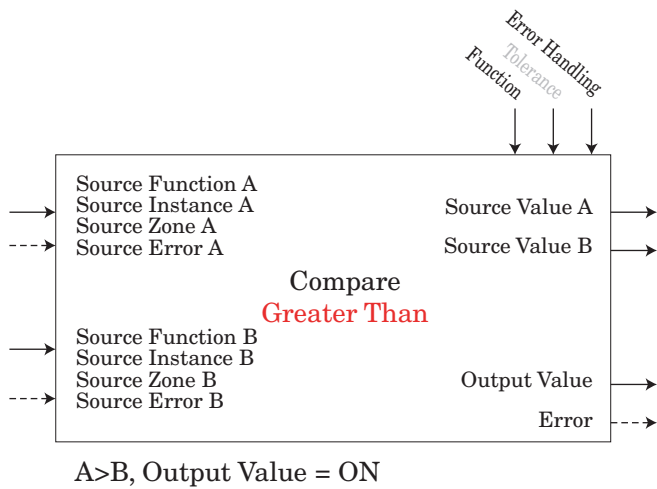 Function
Tolerance
Error Handling
Source Function A
Source Instance A
Source Zone A
Source Error A
Source Value A
Source Value B
Compare
Greater Than
Source Function B
Source Instance B
Source Zone B
Source Error B
Output Value
Error
A>B, Output Value = ON